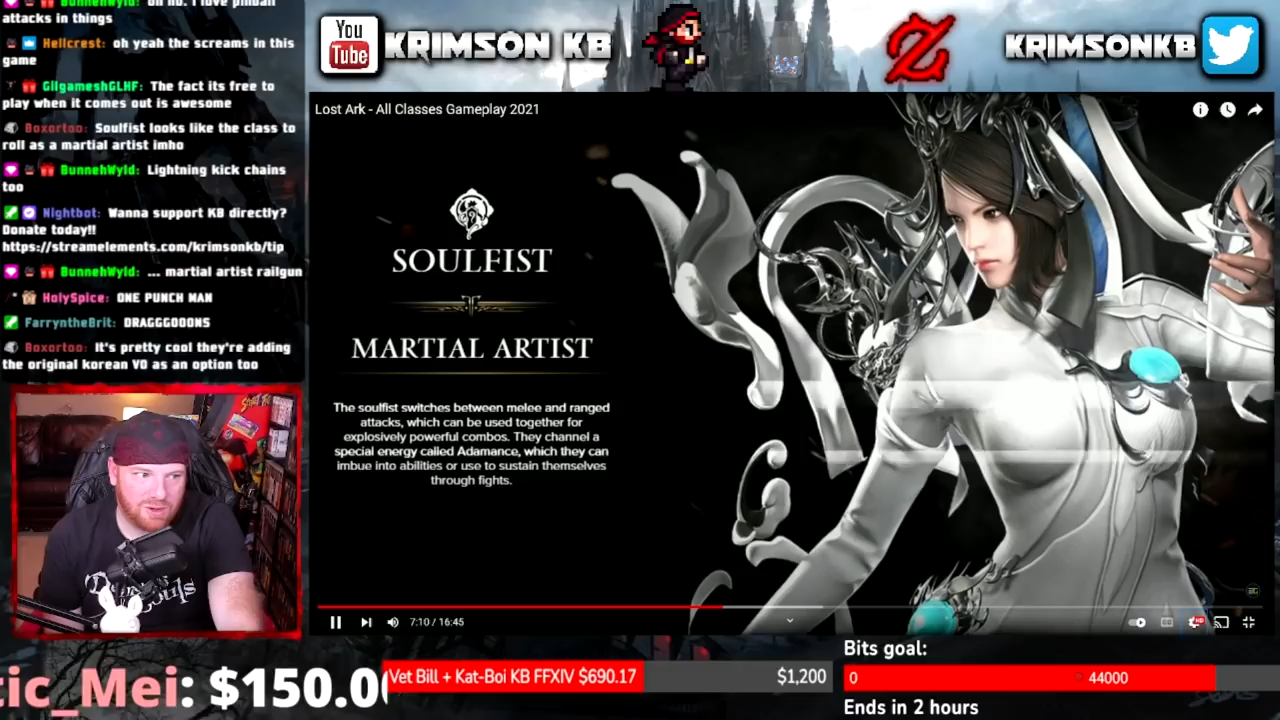 BunnehWyld: oh no. I love pinball
attacks in things
Hellcrest: oh yeah the screams in this
game
GilgameshGLHF: The fact its free to
play when it comes out is awesome
Boxortoo: Soulfist looks like the class to
roll as a martial artist imho
BunnehWyld: Lightning kick chains
too
Nightbot: Wanna support KB directly?
Donate today!!
https://streamelements.com/krimsonkb/tip
BunnehWyld: ... martial artist railgun
HolySpice: ONE PUNCH MAN
FarryntheBrit: DRAGGGOOONS
Boxortoo: It's pretty cool they're adding
the original korean VO as an option too
You
Tube
KRIMSON KB
KRIMSONKB
Lost Ark - All Classes Gameplay 2021
SOULFIST
MARTIAL ARTIST
The soulfist switches between melee and ranged
attacks, which can be used together for
explosively powerful combos. They channel a
special energy called Adamance, which they can
imbue into abilities or use to sustain themselves
through fights.
7:10 / 16:45
HD
tic_Mei: $150.00
Vet Bill + Kat-Boi KB FFXIV $690.17
$1,200
Bits goal:
0
44000
Ends in 2 hours